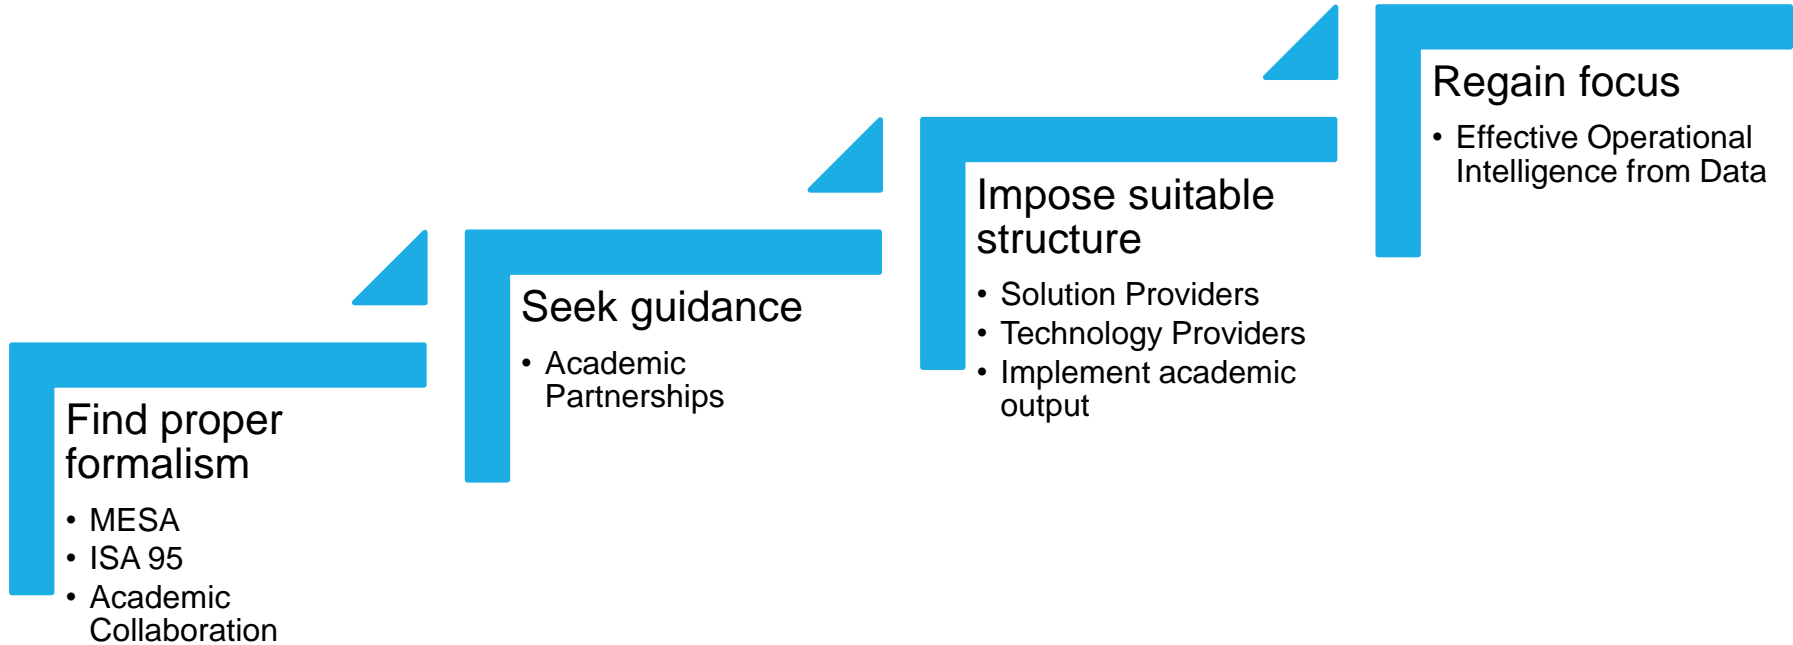 Find proper
formalism
• MESA
• ISA 95
• Academic
Collaboration
Seek guidance
• Academic
Partnerships
Impose suitable
structure
• Solution Providers
• Technology Providers
• Implement academic
output
Regain focus
• Effective Operational
Intelligence from Data